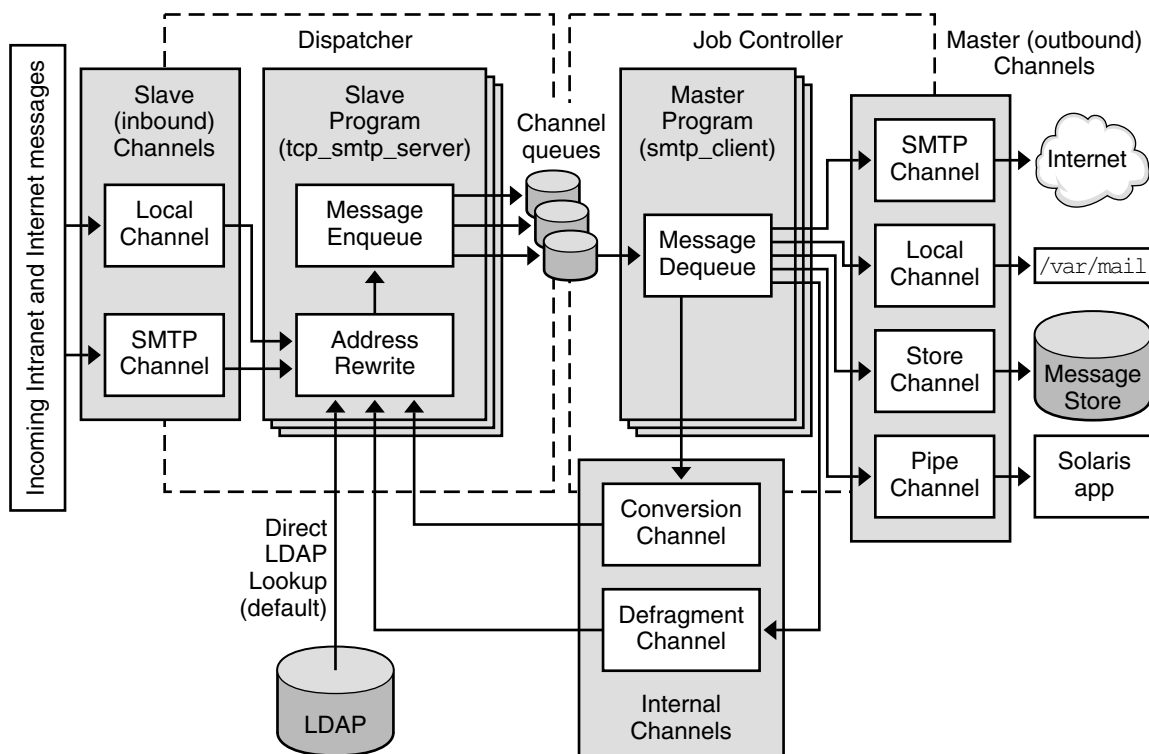 Incoming Intranet and Internet messages
Dispatcher
Job Controller
Master (outbound)
Channels
Slave
(inbound)
Channels
Local
Channel
SMTP
Channel
Slave
Program
(tcp_smtp_server)
Message
Enqueue
Address
Rewrite
Channel
queues
Master
Program
(smtp_client)
Message
Dequeue
SMTP
Channel
Internet
Local
Channel
/var/mail
Store
Channel
Message
Store
Pipe
Channel
Solaris
app
Direct
LDAP
Lookup
(default)
LDAP
Conversion
Channel
Defragment
Channel
Internal
Channels